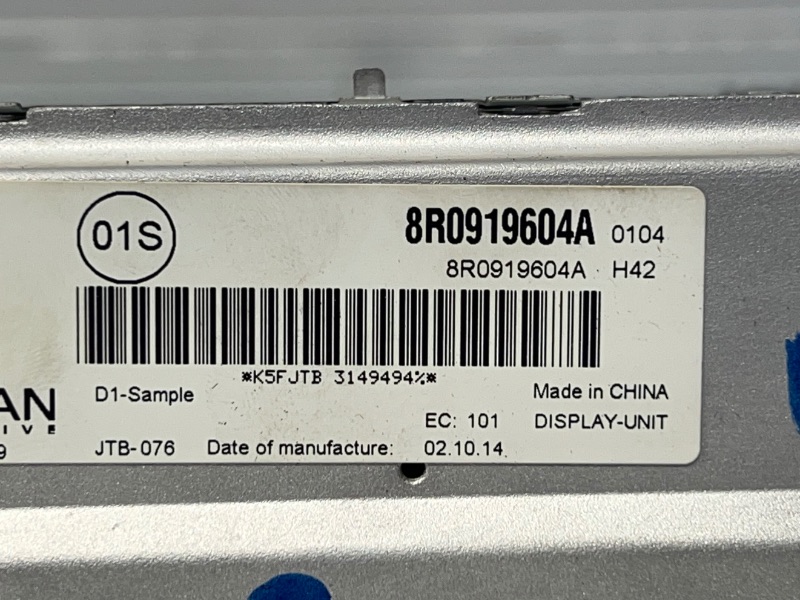 01S
8R0919604A 0104
8R0919604A H42
*K5FJTB 3149494%*
D1-Sample
Made in CHINA
EC: 101 DISPLAY-UNIT
JTB-076 Date of manufacture: 02.10.14